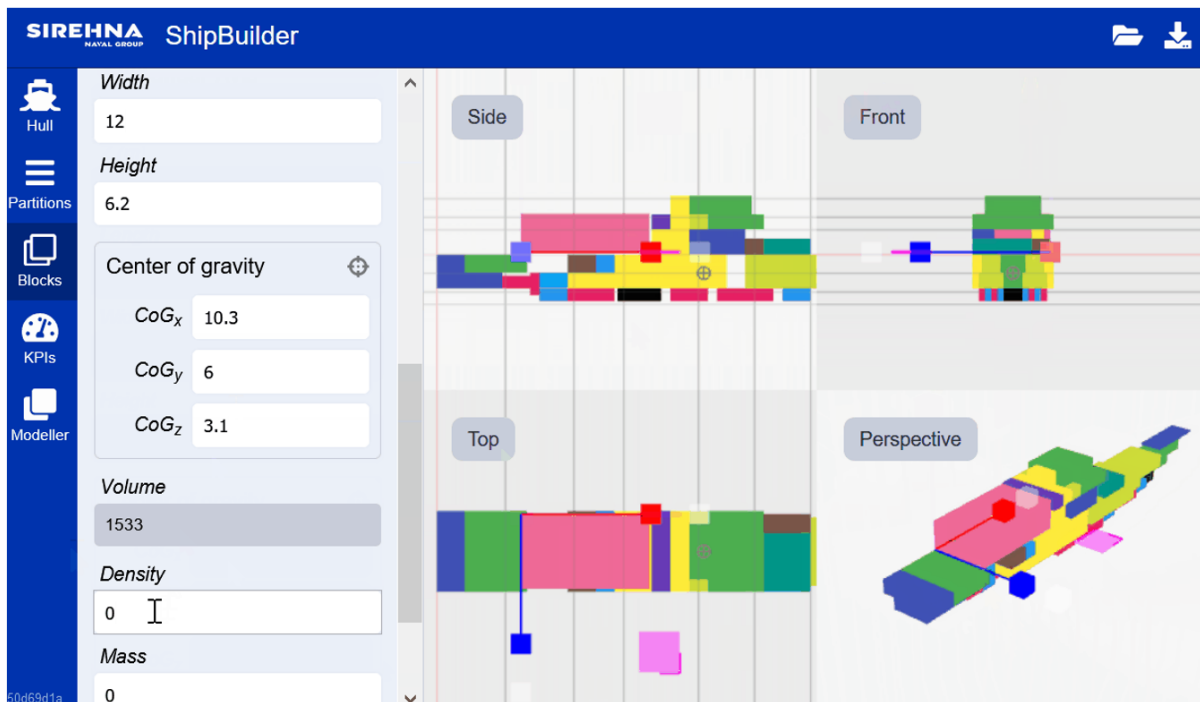 SIREHNA
NAVAL GROUP
ShipBuilder
Hull
Partitions
Blocks
KPIs
Modeller
50d69d1a
Width
12
Height
6.2
Center of gravity
CoGx 10.3
CoGy 6
CoGz 3.1
Volume
1533
Density
0
Mass
0
Side
Front
Top
Perspective